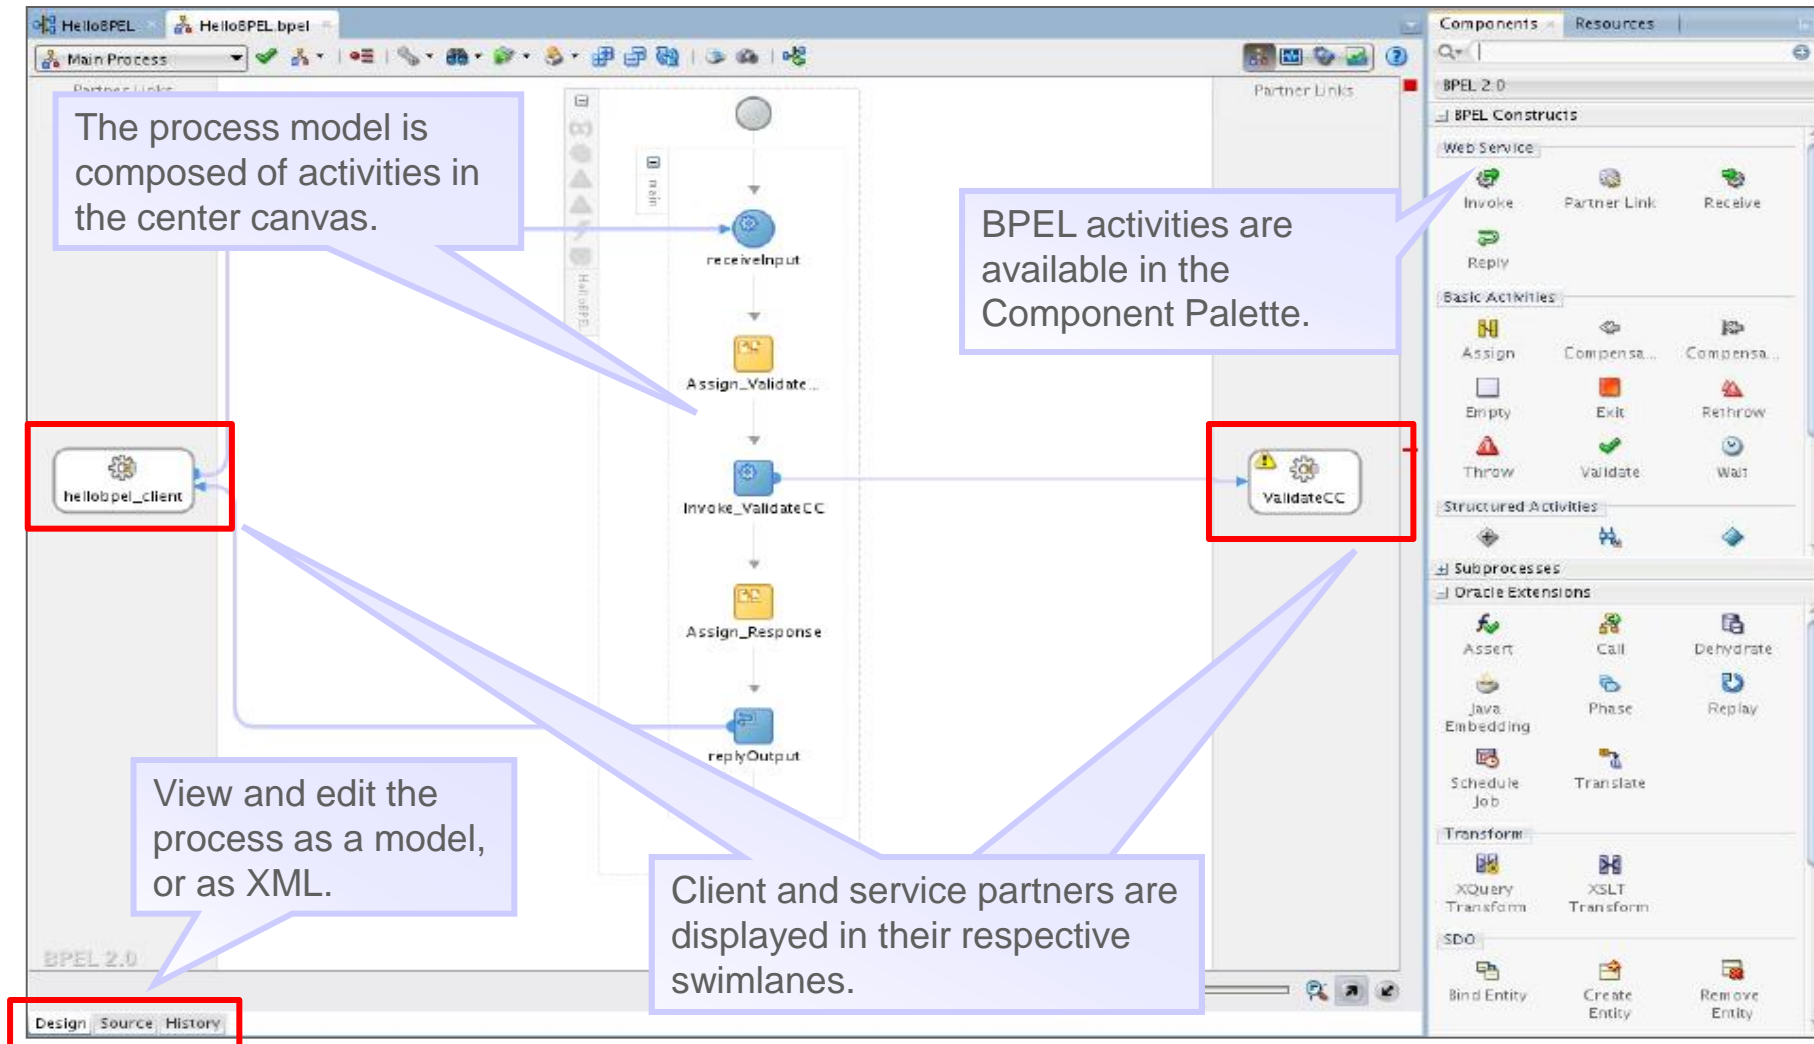 HelloBPEL
HelloBPEL.bpel
Components
Resources
Main Process
BPEL 2.0
Partner Links
Partner Links
BPEL Constructs
Web Service
Invoke
Partner Link
Receive
Reply
The process model is
composed of activities in
the center canvas.
main
HelloBPEL
receiveInput
BPEL activities are
available in the
Component Palette.
Basic Activities
Assign
Compensa...
Compensa...
Empty
Exit
Rethrow
Throw
Validate
Wait
Assign_Validate...
hellobpel_client
Invoke_ValidateCC
ValidateCC
Structured Activities
Subprocesses
Oracle Extensions
Assert
Call
Dehydrate
Assign_Response
Java
Embedding
Phase
Replay
replyOutput
Schedule
Job
Translate
View and edit the
process as a model,
or as XML.
Client and service partners are
displayed in their respective
swimlanes.
Transform
XQuery
Transform
XSLT
Transform
SDO
Bind Entity
Create
Entity
Remove
Entity
BPEL 2.0
Design Source History